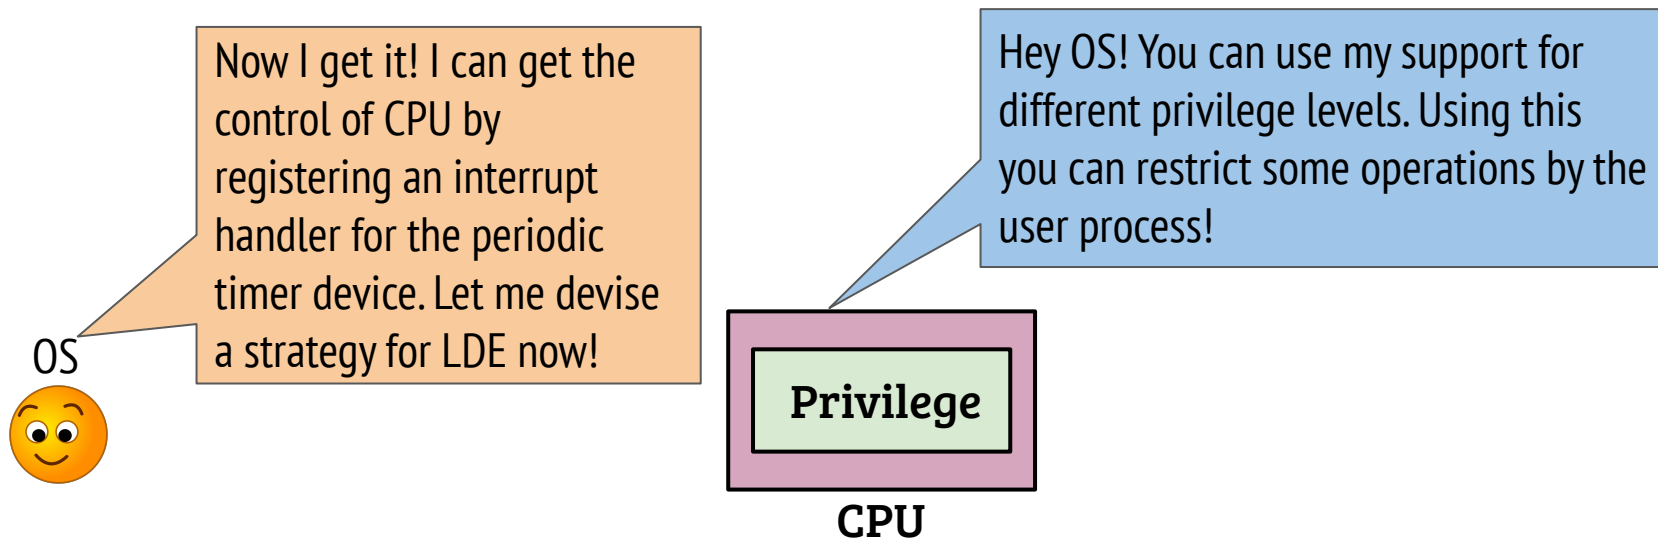 Now I get it! I can get the
control of CPU by
registering an interrupt
handler for the periodic
timer device. Let me devise
a strategy for LDE now!
OS
Hey OS! You can use my support for
different privilege levels. Using this
you can restrict some operations by the
user process!
Privilege
CPU